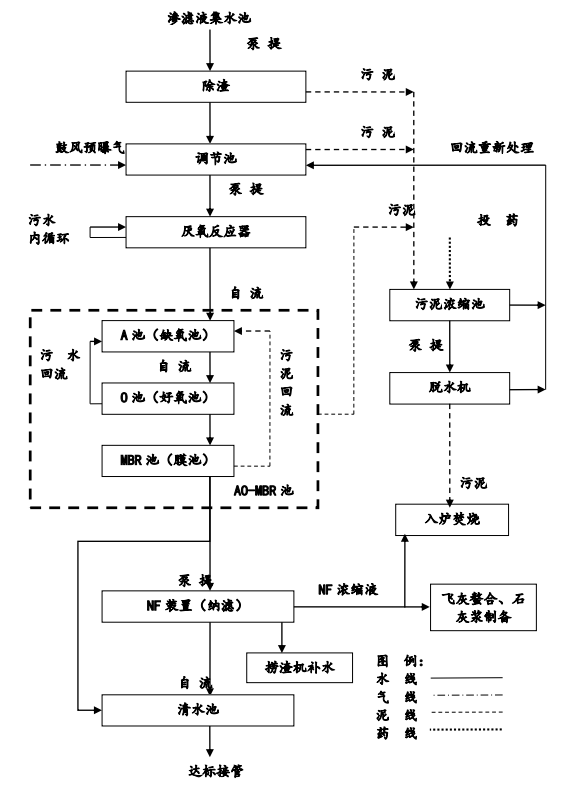 渗滤液集水池
泵 提
除渣
污 泥
鼓风预曝气
调节池
污 泥
回流重新处理
泵 提
污水
内循环
厌氧反应器
污泥
投 药
自 流
污泥浓缩池
A 池（缺氧池）
污 水
回流
自 流
污
泥
回
流
泵 提
O 池（好氧池）
脱水机
MBR 池（膜池）
AO-MBR 池
污泥
入炉焚烧
泵 提
NF 浓缩液
NF 装置（纳滤）
飞灰螯合、石
灰浆制备
捞渣机补水
自 流
清水池
达标接管
图 例：
水 线
气 线
泥 线
药 线